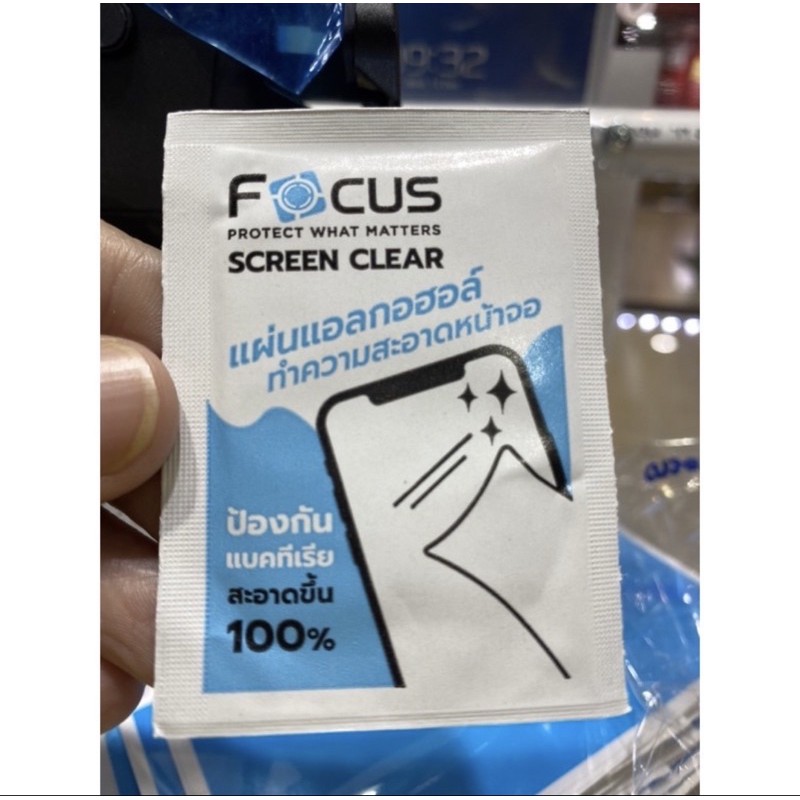 FOCUS
PROTECT WHAT MATTERS
SCREEN CLEAR
แผ่นแอลกอฮอล์
ทำความสะอาดหน้าจอ
ป้องกัน
แบคทีเรีย
สะอาดขึ้น
100%
9:32